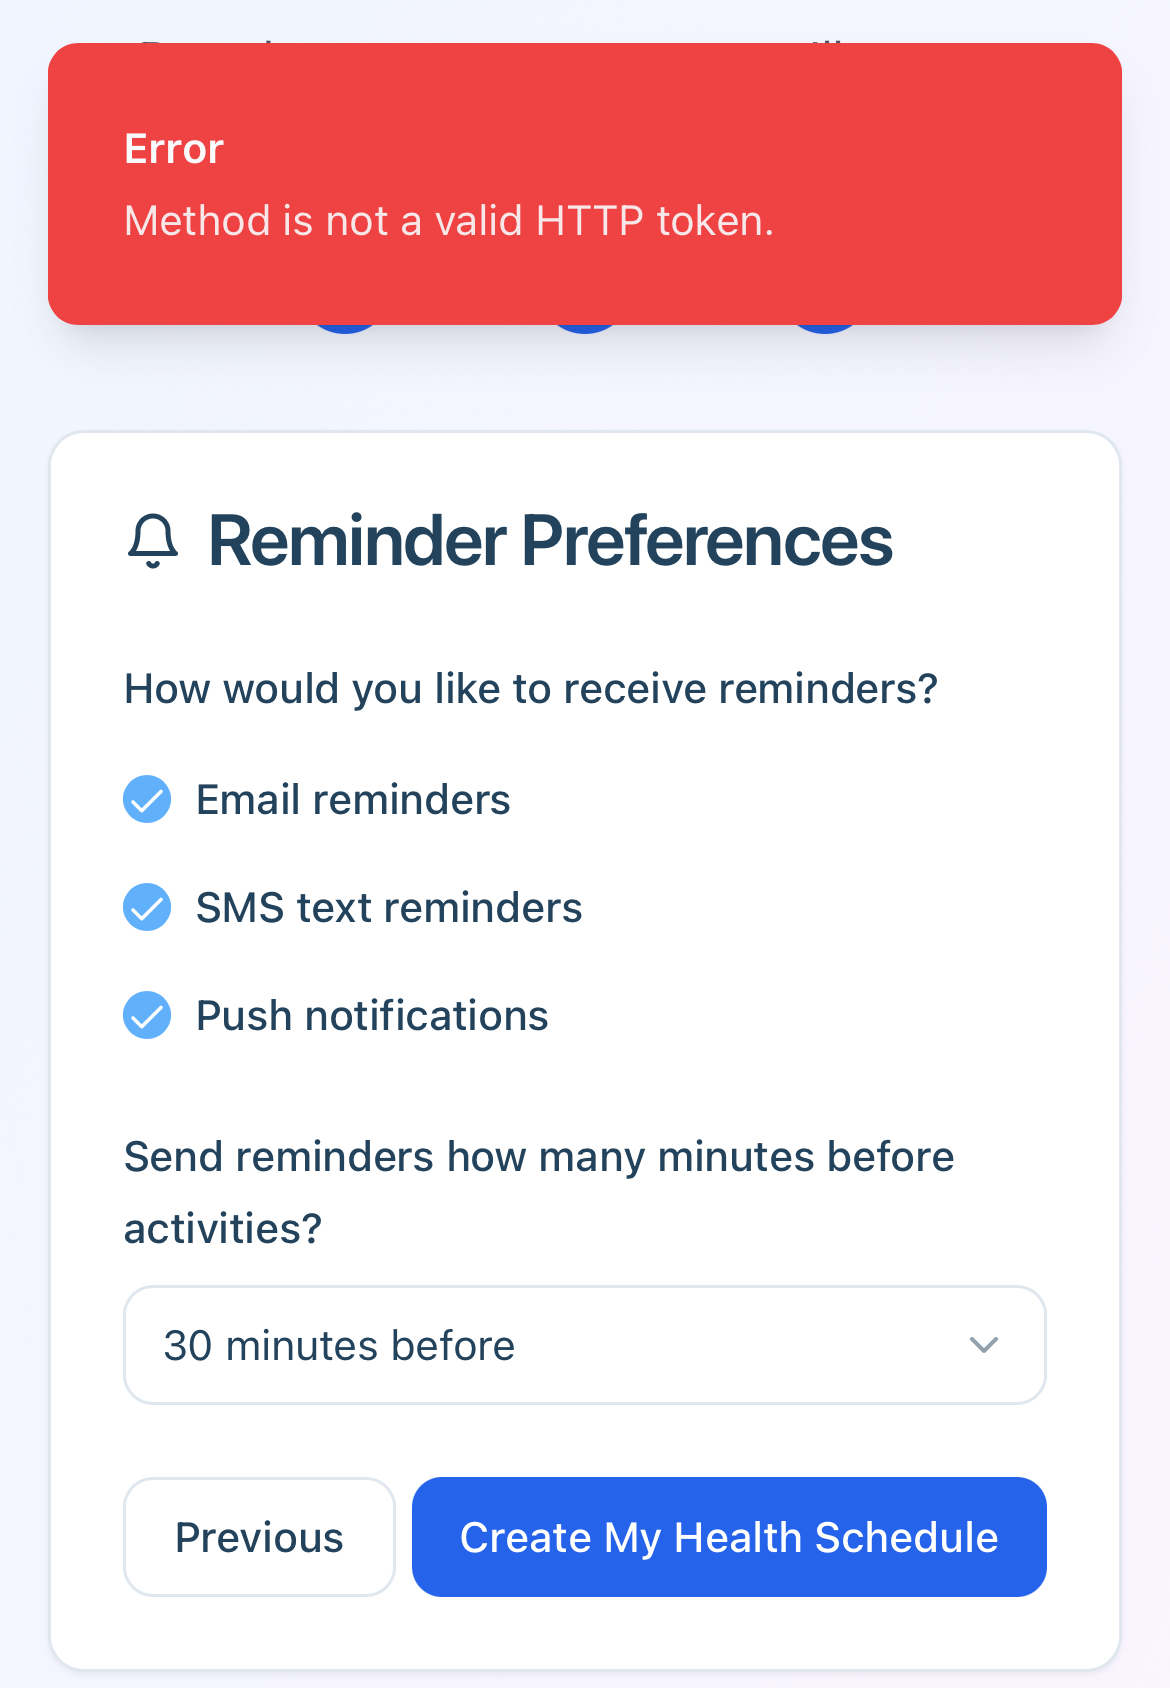 Error
Method is not a valid HTTP token.
Reminder Preferences
How would you like to receive reminders?
Email reminders
SMS text reminders
Push notifications
Send reminders how many minutes before
activities?
30 minutes before
Previous
Create My Health Schedule